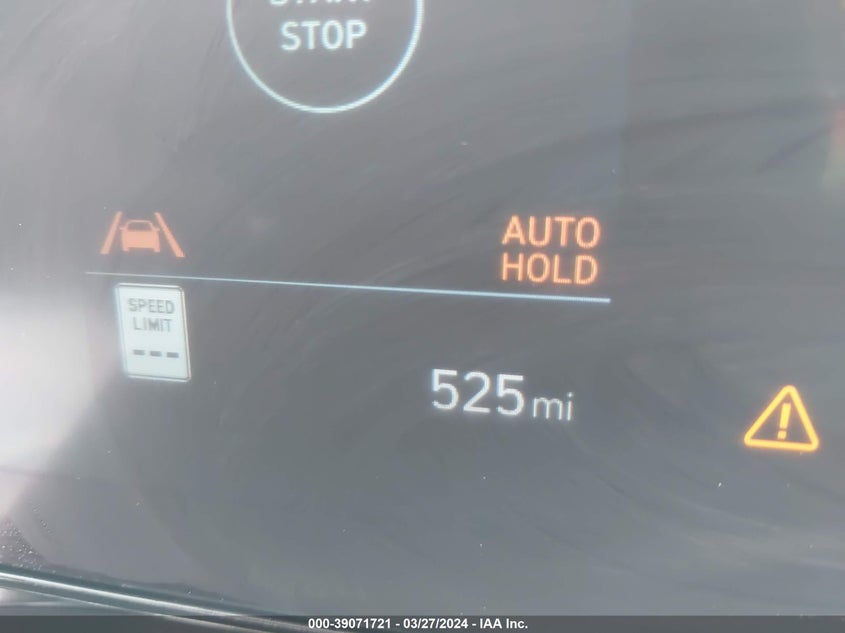 STOP
AUTO
HOLD
SPEED
LIMIT
---
525 mi
000-39071721 - 03/27/2024 - IAA Inc.